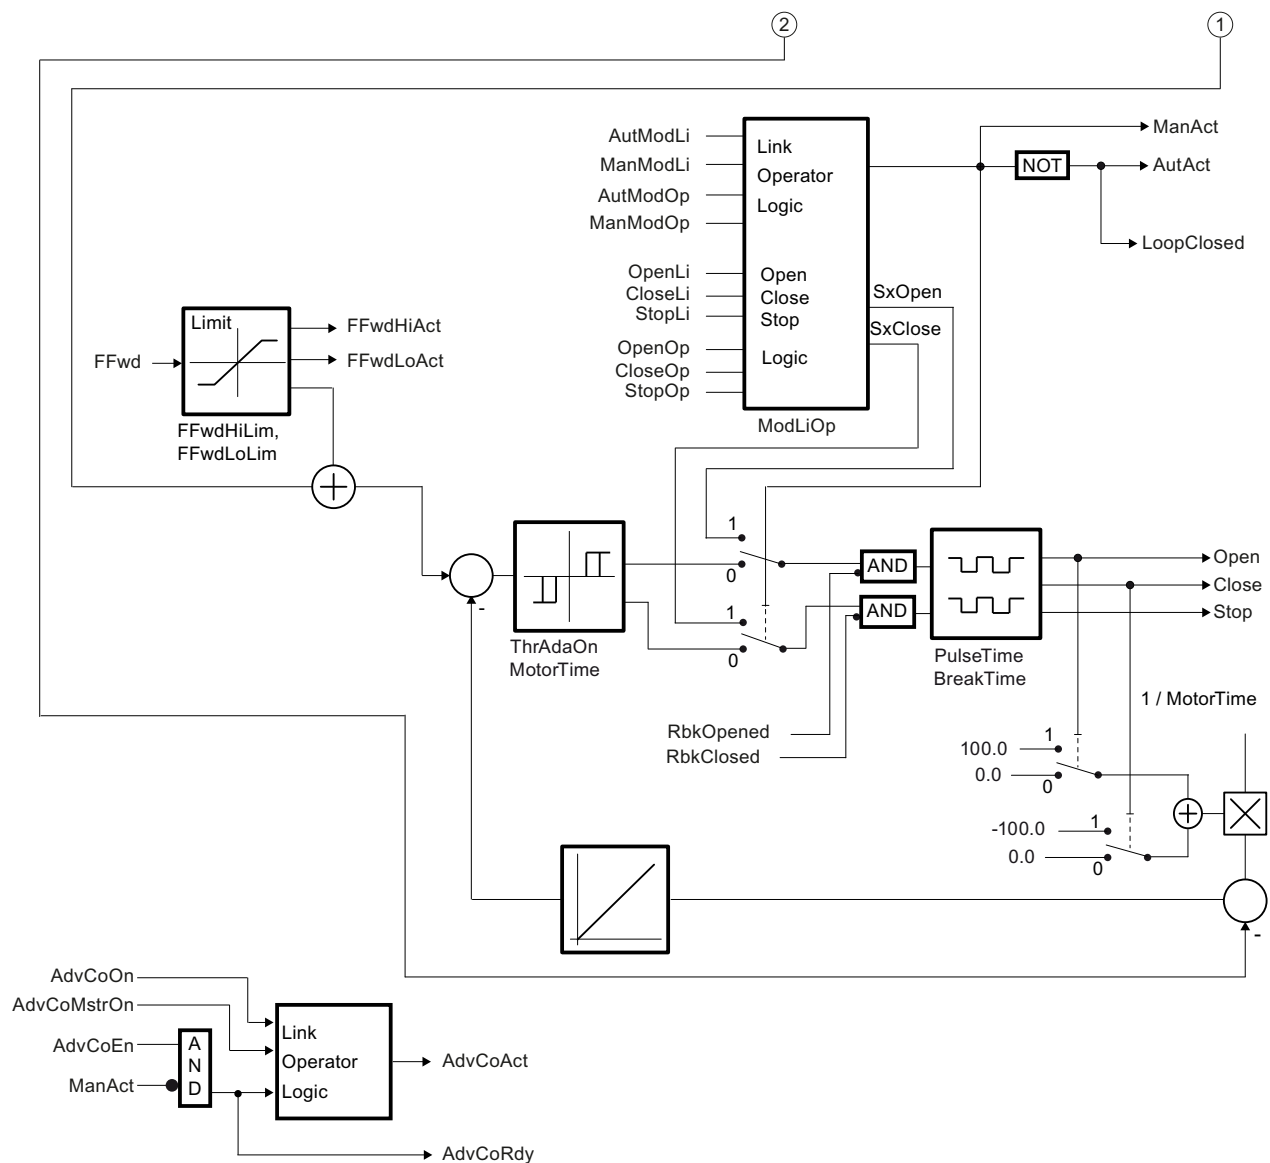 2
1
AutModLi
ManModLi
AutModOp
ManModOp
OpenLi
CloseLi
StopLi
OpenOp
CloseOp
StopOp
Link
Operator
Logic
Open
Close
Stop
Logic
ModLiOp
SxOpen
SxClose
NOT
ManAct
AutAct
LoopClosed
FFwd
Limit
FFwdHiAct
FFwdLoAct
FFwdHiLim,
FFwdLoLim
-
ThrAdaOn
MotorTime
1
0
1
0
AND
AND
PulseTime
BreakTime
Open
Close
Stop
RbkOpened
RbkClosed
1 / MotorTime
100.0
1
0.0
0
-100.0
1
0.0
0
-
AdvCoOn
AdvCoMstrOn
AdvCoEn
ManAct
A
N
D
Link
Operator
Logic
AdvCoAct
AdvCoRdy